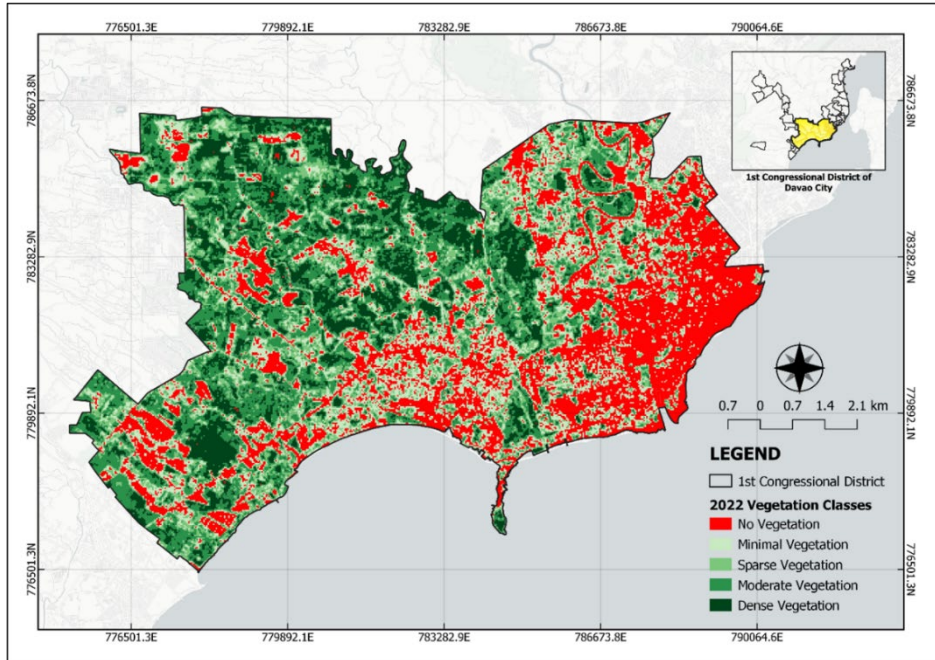 776501.3E 779892.1E 783282.9E 786673.8E 790064.6E
786673.8N
783282.9N
779892.1N
776501.3N
786673.8N
783282.9N
779892.1N
776501.3N
1st Congressional District of
Davao City
0.7 0 0.7 1.4 2.1 km
LEGEND
1st Congressional District
2022 Vegetation Classes
No Vegetation
Minimal Vegetation
Sparse Vegetation
Moderate Vegetation
Dense Vegetation
776501.3E 779892.1E 783282.9E 786673.8E 790064.6E